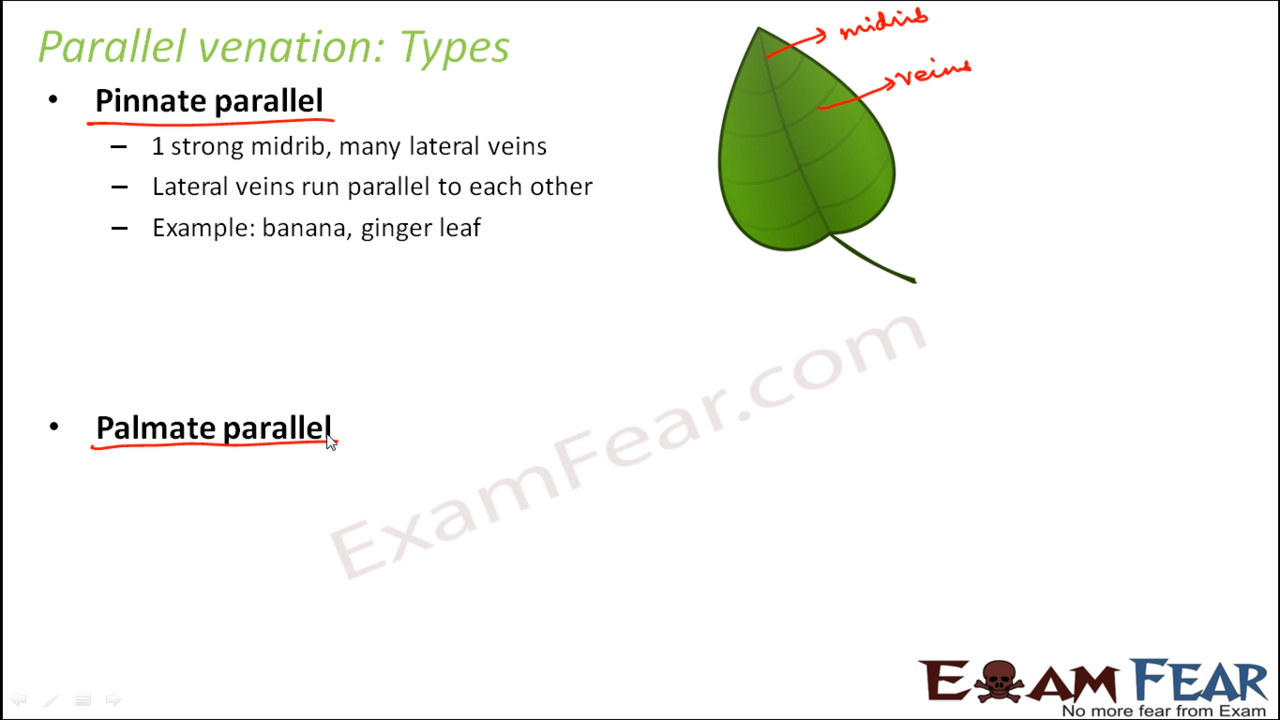 Parallel venation: Types
• Pinnate parallel
– 1 strong midrib, many lateral veins
– Lateral veins run parallel to each other
– Example: banana, ginger leaf
midrib
veins
• Palmate parallel
ExamFear.com
EXAM FEAR
No more fear from Exam